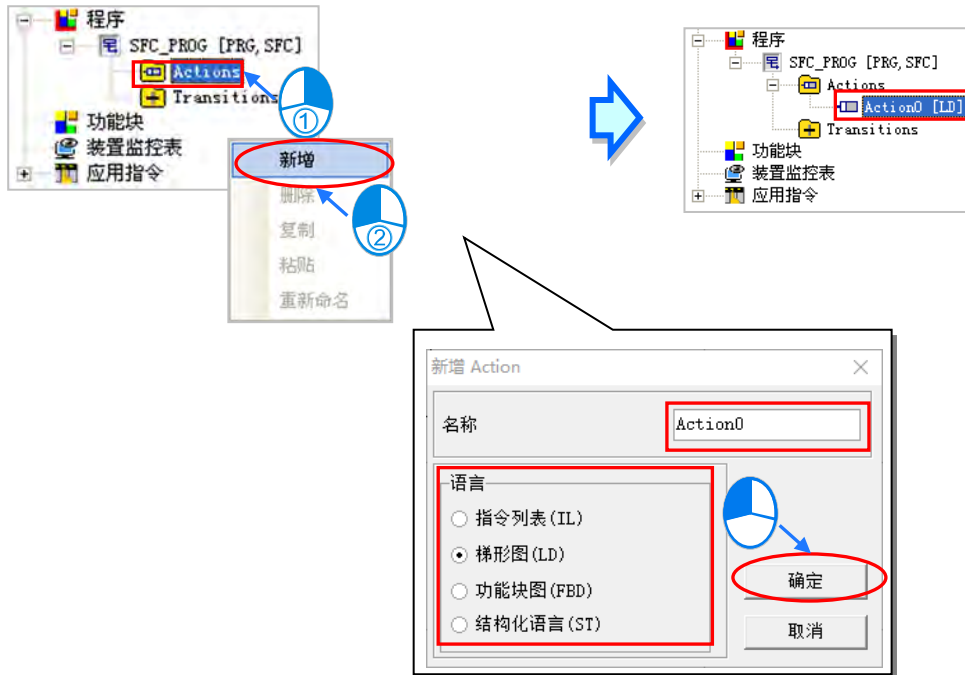 程序
SFC_PROG [PRG, SFC]
Actions
Transitions
功能块
装置监控表
应用指令
①
新增
删除
复制
粘贴
重新命名
②
程序
SFC_PROG [PRG, SFC]
Actions
Action0 [LD]
Transitions
功能块
装置监控表
应用指令
新增 Action
名称
Action0
语言
指令列表(IL)
梯形图(LD)
功能块图(FBD)
结构化语言(ST)
确定
取消